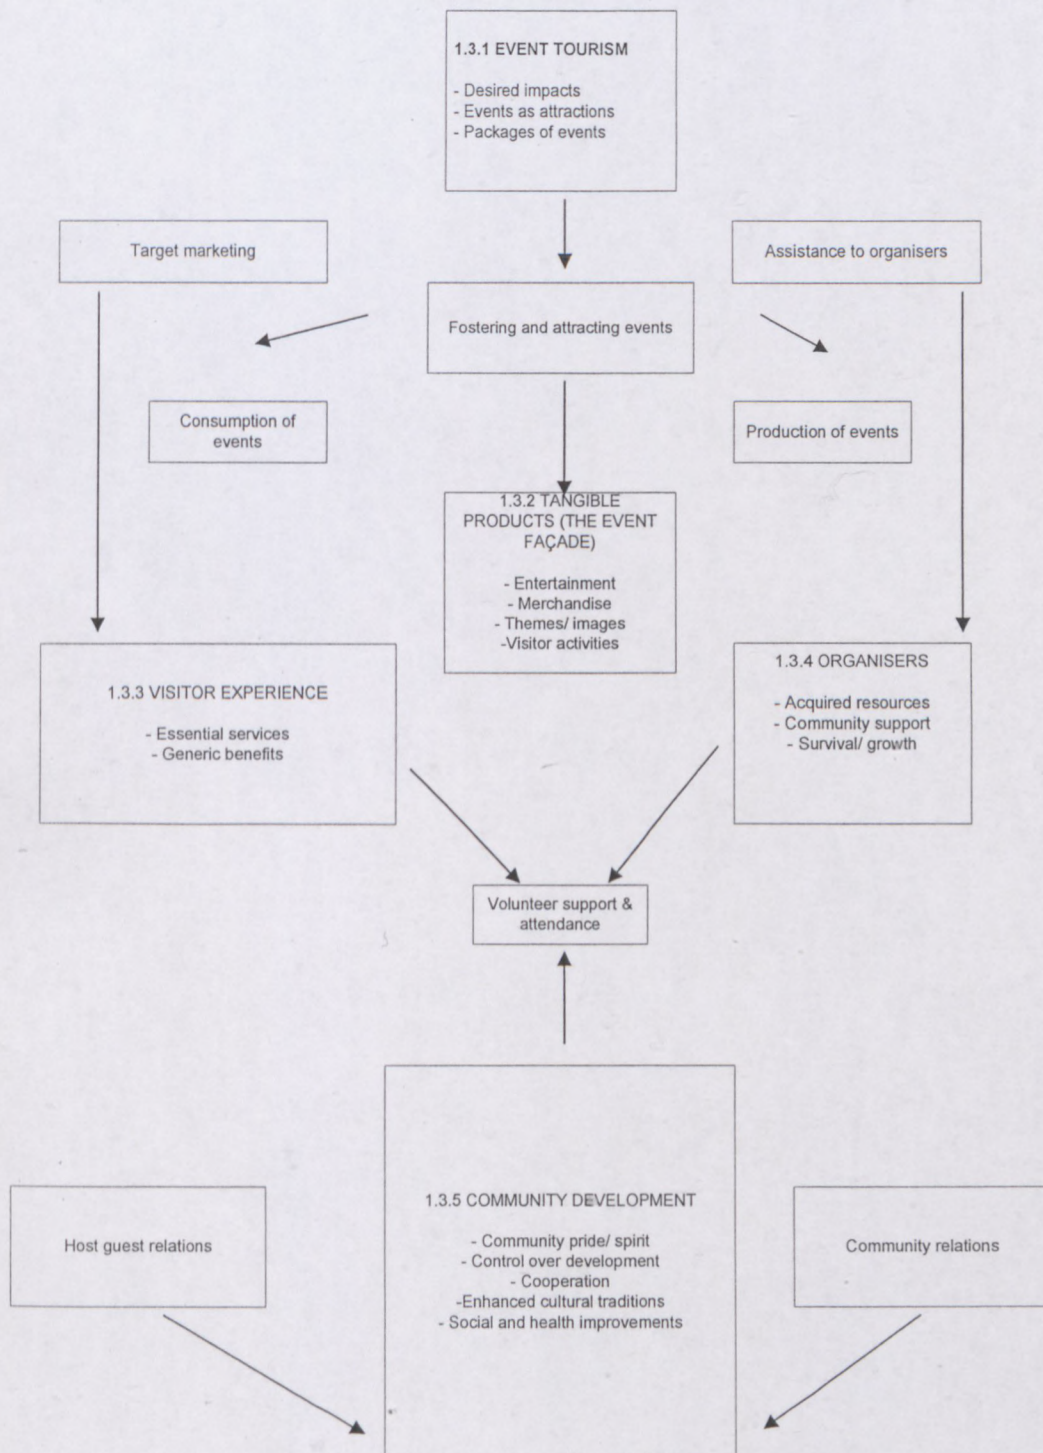 1.3.1 EVENT TOURISM
- Desired impacts
- Events as attractions
- Packages of events
Target marketing
Assistance to organisers
Fostering and attracting events
Consumption of
events
Production of events
1.3.2 TANGIBLE
PRODUCTS (THE EVENT
FAÇADE)
- Entertainment
- Merchandise
- Themes/ images
-Visitor activities
1.3.3 VISITOR EXPERIENCE
- Essential services
- Generic benefits
1.3.4 ORGANISERS
- Acquired resources
- Community support
- Survival/ growth
Volunteer support &
attendance
Host guest relations
1.3.5 COMMUNITY DEVELOPMENT
- Community pride/ spirit
- Control over development
- Cooperation
-Enhanced cultural traditions
- Social and health improvements
Community relations